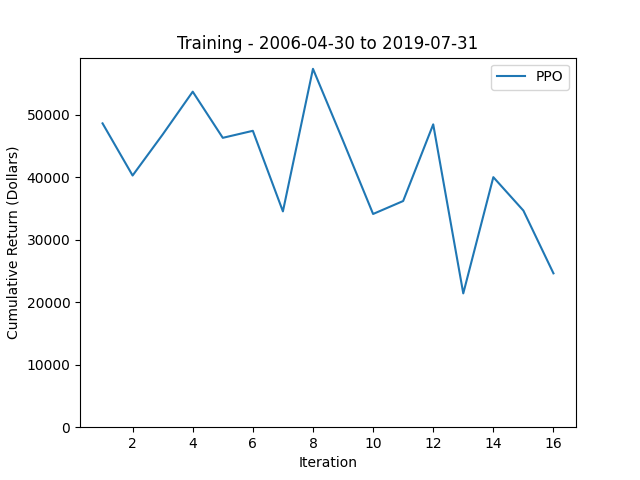 Training - 2006-04-30 to 2019-07-31
PPO
Cumulative Return (Dollars)
50000
40000
30000
20000
10000
0
2 4 6 8 10 12 14 16
Iteration